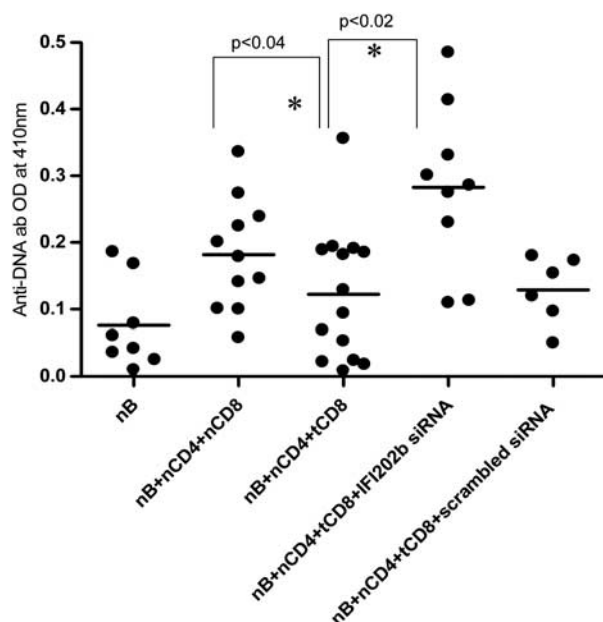 p<0.02
p<0.04
*
*
0.5
0.4
0.3
0.2
0.1
0.0
Anti-DNA ab OD at 410nm
nB
nB+nCD4+nCD8
nB+nCD4+tCD8
nB+nCD4+tCD8+IFI202b siRNA
nB+nCD4+tCD8+scrambled siRNA